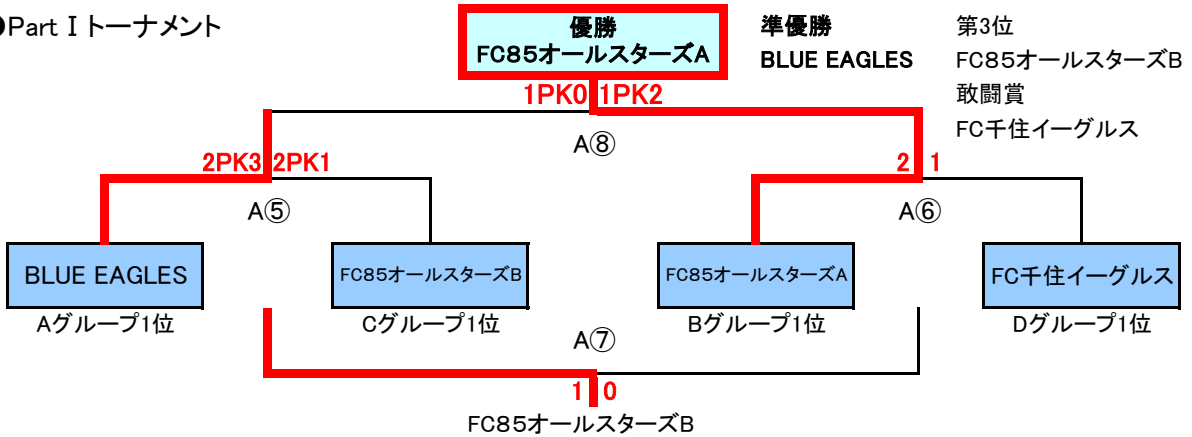 ●Part Ⅰ トーナメント
優勝
FC85オールスターズA
準優勝
BLUE EAGLES
第3位
FC85オールスターズB
敢闘賞
FC千住イーグルス
1PK0 1PK2
A⑧
2PK3 2PK1
2 1
A⑤
A⑥
BLUE EAGLES
FC85オールスターズB
FC85オールスターズA
FC千住イーグルス
Aグループ1位
Cグループ1位
Bグループ1位
Dグループ1位
A⑦
1 0
FC85オールスターズB